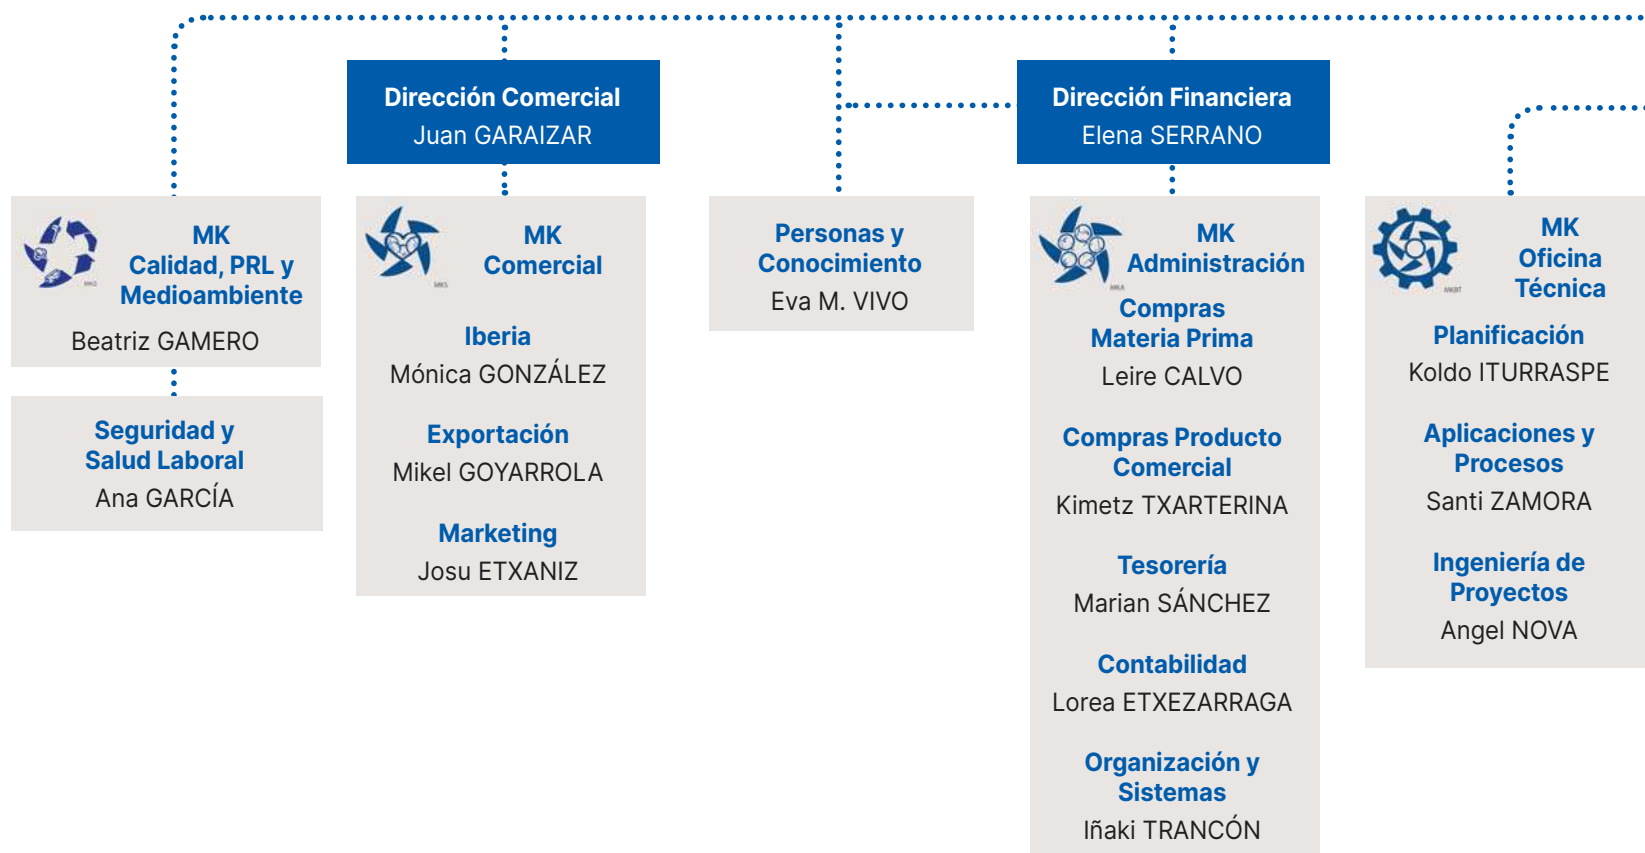 Dirección Comercial
Juan GARAIZAR
Dirección Financiera
Elena SERRANO
MK
Calidad, PRL y
Medioambiente
Beatriz GAMERO
Seguridad y
Salud Laboral
Ana GARCÍA
MK
Comercial
Iberia
Mónica GONZÁLEZ
Exportación
Mikel GOYARROLA
Marketing
Josu ETXANIZ
Personas y
Conocimiento
Eva M. VIVO
MK
Administración
Compras
Materia Prima
Leire CALVO
Compras Producto
Comercial
Kimetz TXARTERINA
Tesorería
Marian SÁNCHEZ
Contabilidad
Lorea ETXEZARRAGA
Organización y
Sistemas
Iñaki TRANCÓN
MK
Oficina
Técnica
Planificación
Koldo ITURRASPE
Aplicaciones y
Procesos
Santi ZAMORA
Ingeniería de
Proyectos
Angel NOVA